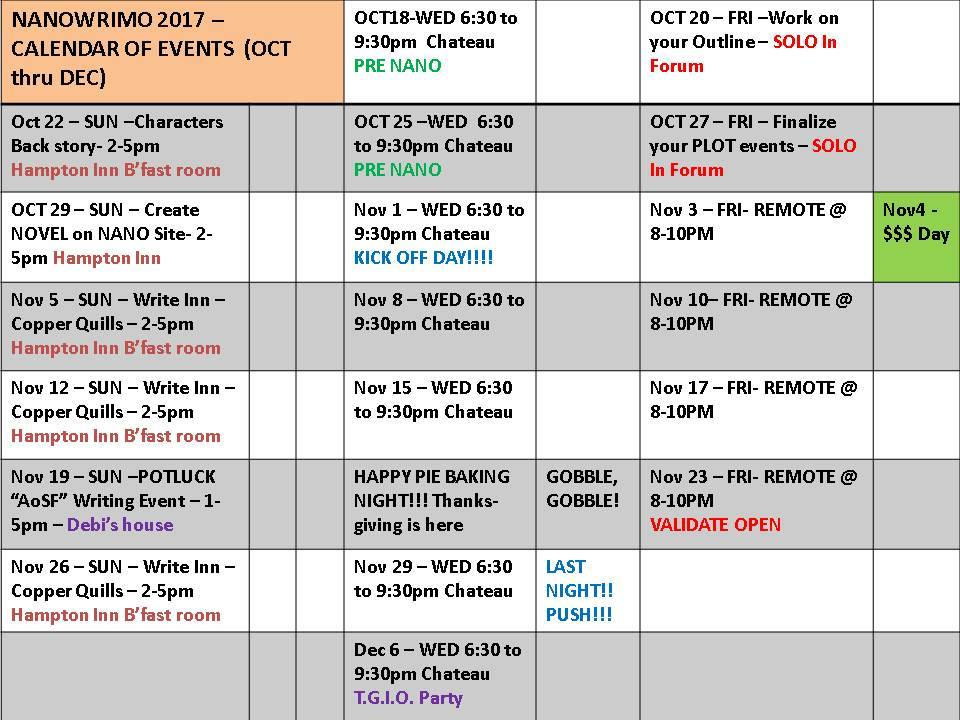 NANOWRIMO 2017 –
CALENDAR OF EVENTS (OCT
thru DEC)
OCT18-WED 6:30 to
9:30pm Chateau
PRE NANO
OCT 20 – FRI –Work on
your Outline – SOLO In
Forum
Oct 22 – SUN –Characters
Back story- 2-5pm
Hampton Inn B’fast room
OCT 25 –WED 6:30
to 9:30pm Chateau
PRE NANO
OCT 27 – FRI – Finalize
your PLOT events – SOLO
In Forum
OCT 29 – SUN – Create
NOVEL on NANO Site- 2-
5pm Hampton Inn
Nov 1 – WED 6:30 to
9:30pm Chateau
KICK OFF DAY!!!!
Nov 3 – FRI- REMOTE @
8-10PM
Nov4 -
$$$ Day
Nov 5 – SUN – Write Inn –
Copper Quills – 2-5pm
Hampton Inn B’fast room
Nov 8 – WED 6:30 to
9:30pm Chateau
Nov 10– FRI- REMOTE @
8-10PM
Nov 12 – SUN – Write Inn –
Copper Quills – 2-5pm
Hampton Inn B’fast room
Nov 15 – WED 6:30
to 9:30pm Chateau
Nov 17 – FRI- REMOTE @
8-10PM
Nov 19 – SUN –POTLUCK
“AoSF” Writing Event – 1-
5pm – Debi’s house
HAPPY PIE BAKING
NIGHT!!! Thanks-
giving is here
GOBBLE,
GOBBLE!
Nov 23 – FRI- REMOTE @
8-10PM
VALIDATE OPEN
Nov 26 – SUN – Write Inn –
Copper Quills – 2-5pm
Hampton Inn B’fast room
Nov 29 – WED 6:30
to 9:30pm Chateau
LAST
NIGHT!!
PUSH!!!
Dec 6 – WED 6:30 to
9:30pm Chateau
T.G.I.O. Party